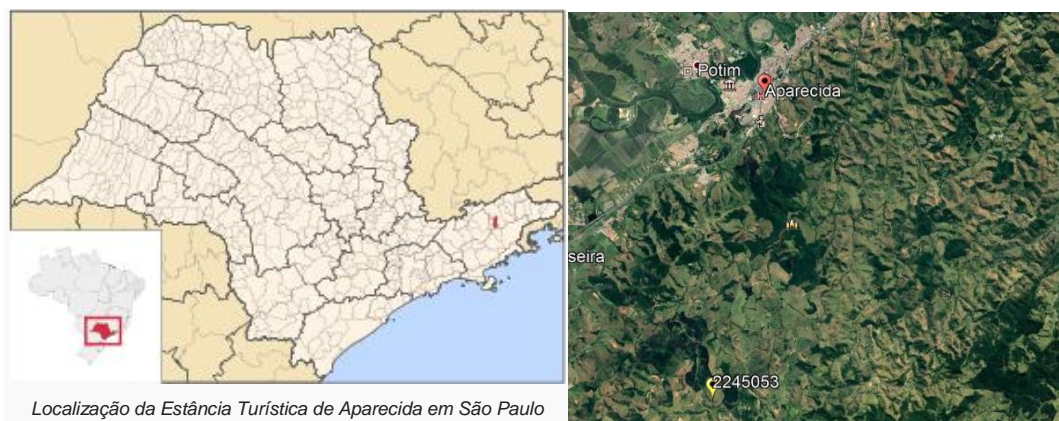 Localização da Estância Turística de Aparecida em São Paulo
Potim
Aparecida
seira
2245053